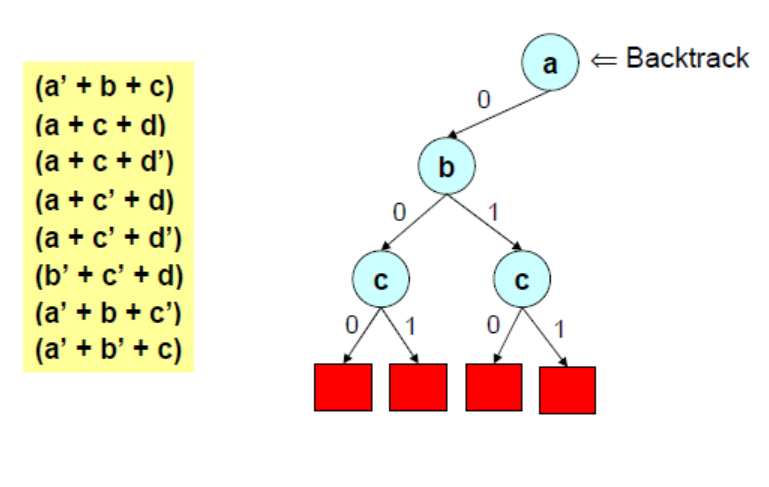 (a’ + b + c)
(a + c + d)
(a + c + d’)
(a + c’ + d)
(a + c’ + d’)
(b’ + c’ + d)
(a’ + b + c’)
(a’ + b’ + c)
a ⇐ Backtrack
0
b
0 1
c c
0 1 0 1